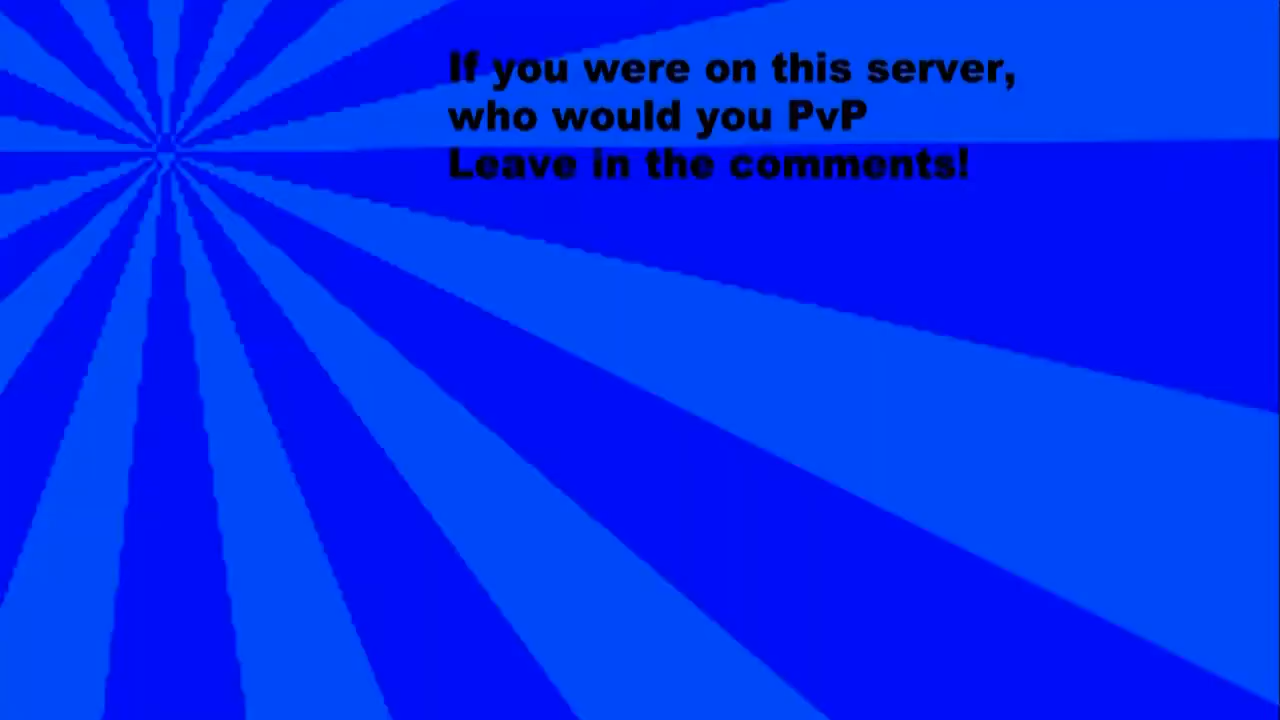 If you were on this server,
who would you PvP
Leave in the comments!